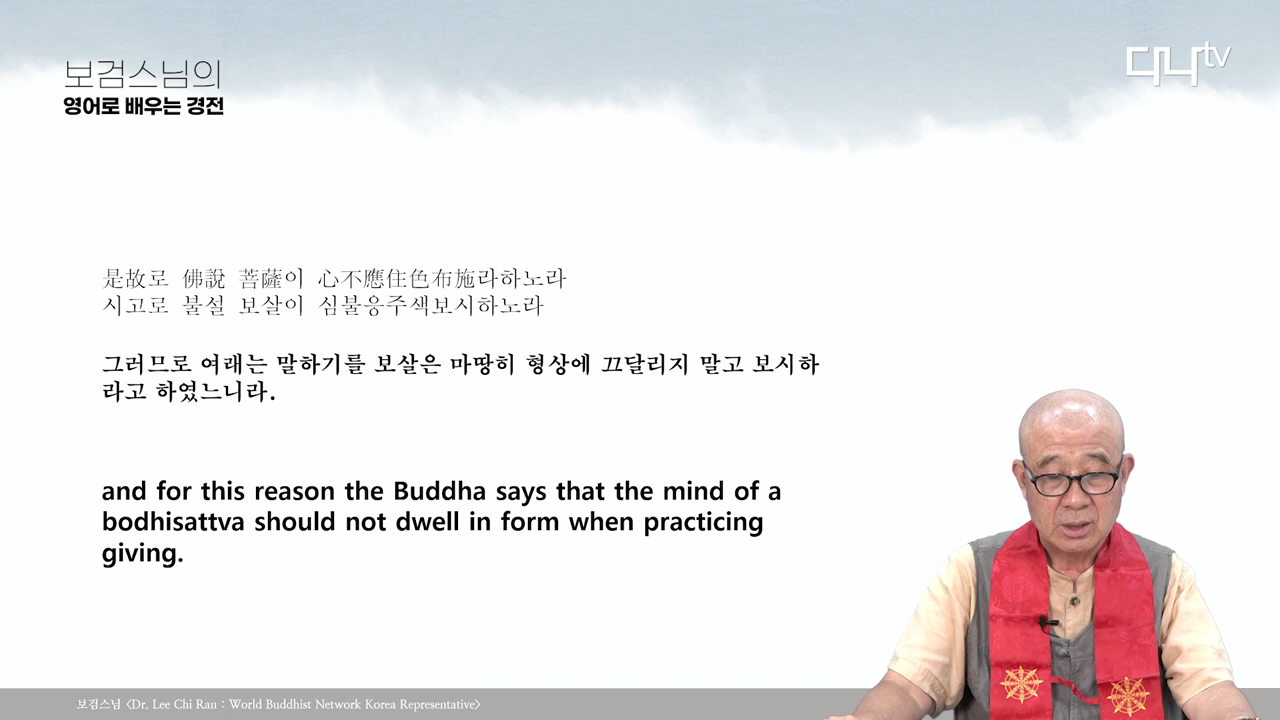 보검스님의
영어로 배우는 경전
다나tv
是故로 佛說 菩薩이 心不應住色布施라하노라
시고로 불설 보살이 심불응주색보시하노라
그러므로 여래는 말하기를 보살은 마땅히 형상에 끄달리지 말고 보시하
라고 하였느니라.
and for this reason the Buddha says that the mind of a
bodhisattva should not dwell in form when practicing
giving.
보검스님 <Dr. Lee Chi Ran : World Buddhist Network Korea Representative>